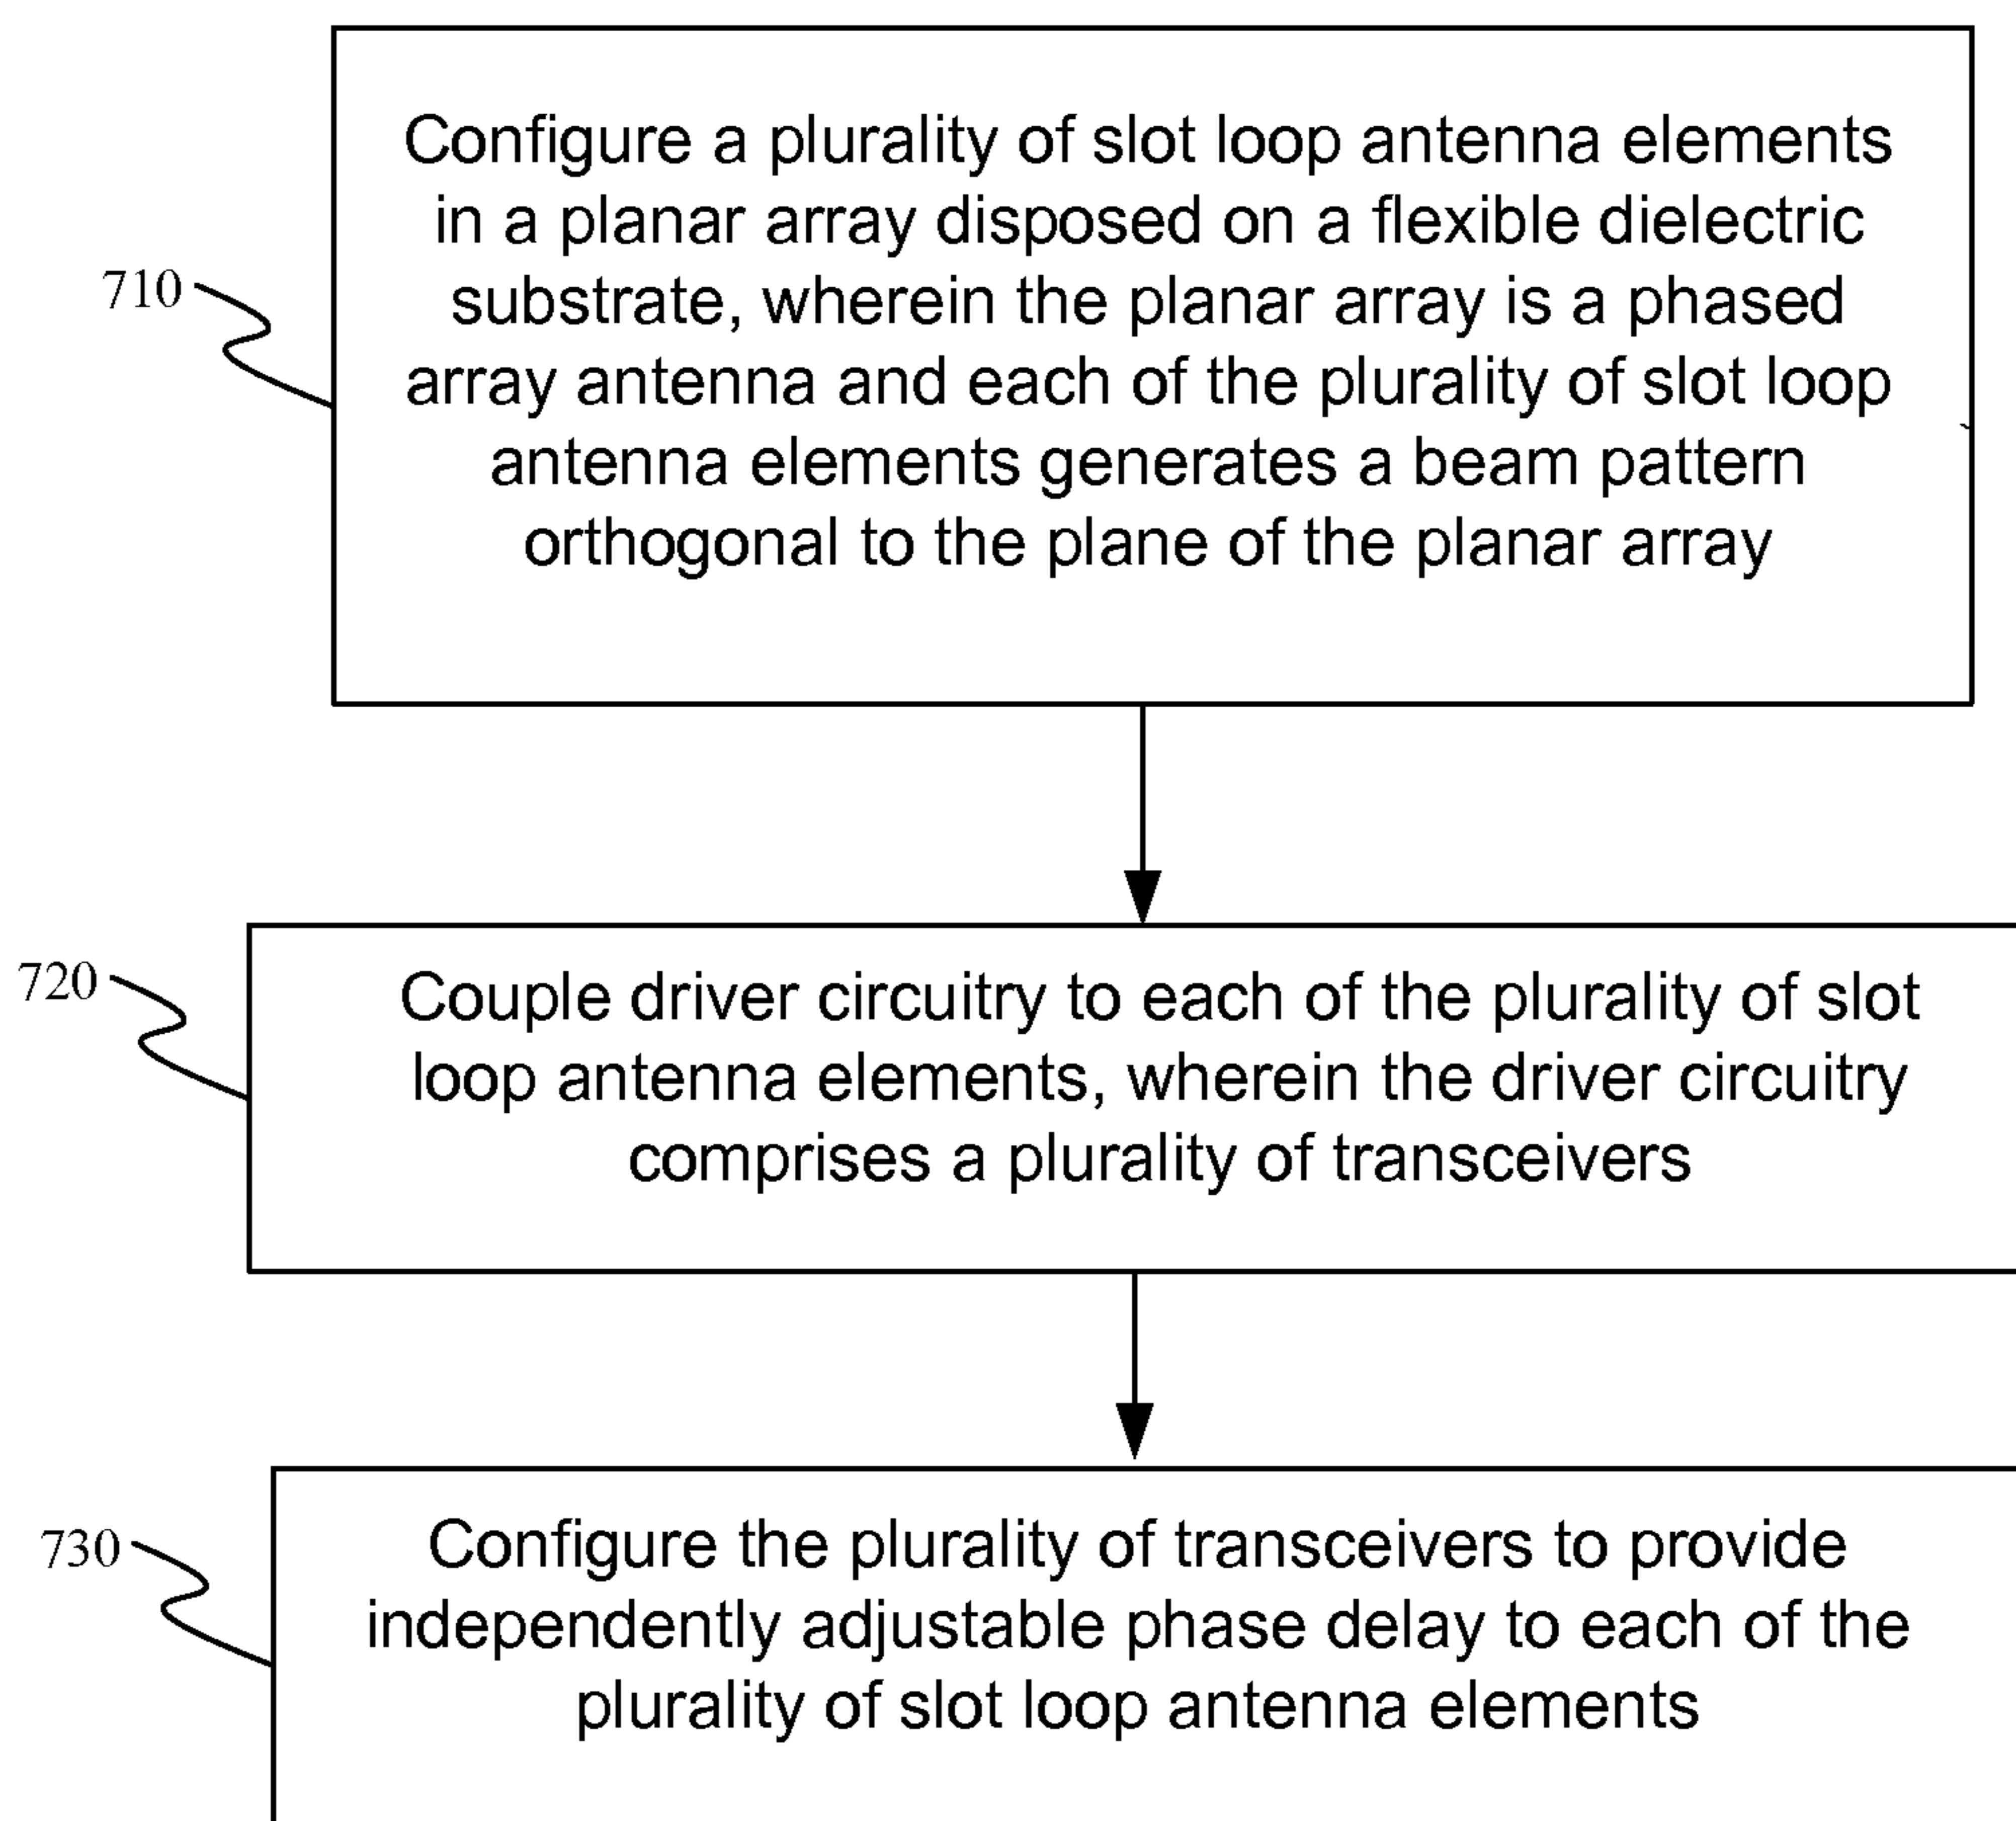 Configure a plurality of slot loop antenna elements
in a planar array disposed on a flexible dielectric
substrate, wherein the planar array is a phased
array antenna and each of the plurality of slot loop
antenna elements generates a beam pattern
orthogonal to the plane of the planar array
710
Couple driver circuitry to each of the plurality of slot
loop antenna elements, wherein the driver circuitry
comprises a plurality of transceivers
720
Configure the plurality of transceivers to provide
independently adjustable phase delay to each of the
plurality of slot loop antenna elements
730